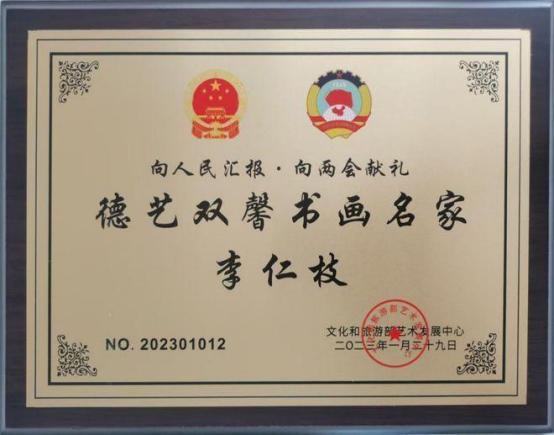 向人民汇报·向两会献礼
德艺双馨书画名家
李仁枝
文化和旅游部艺术发展中心
NO. 202301012
二〇二三年一月二十九日